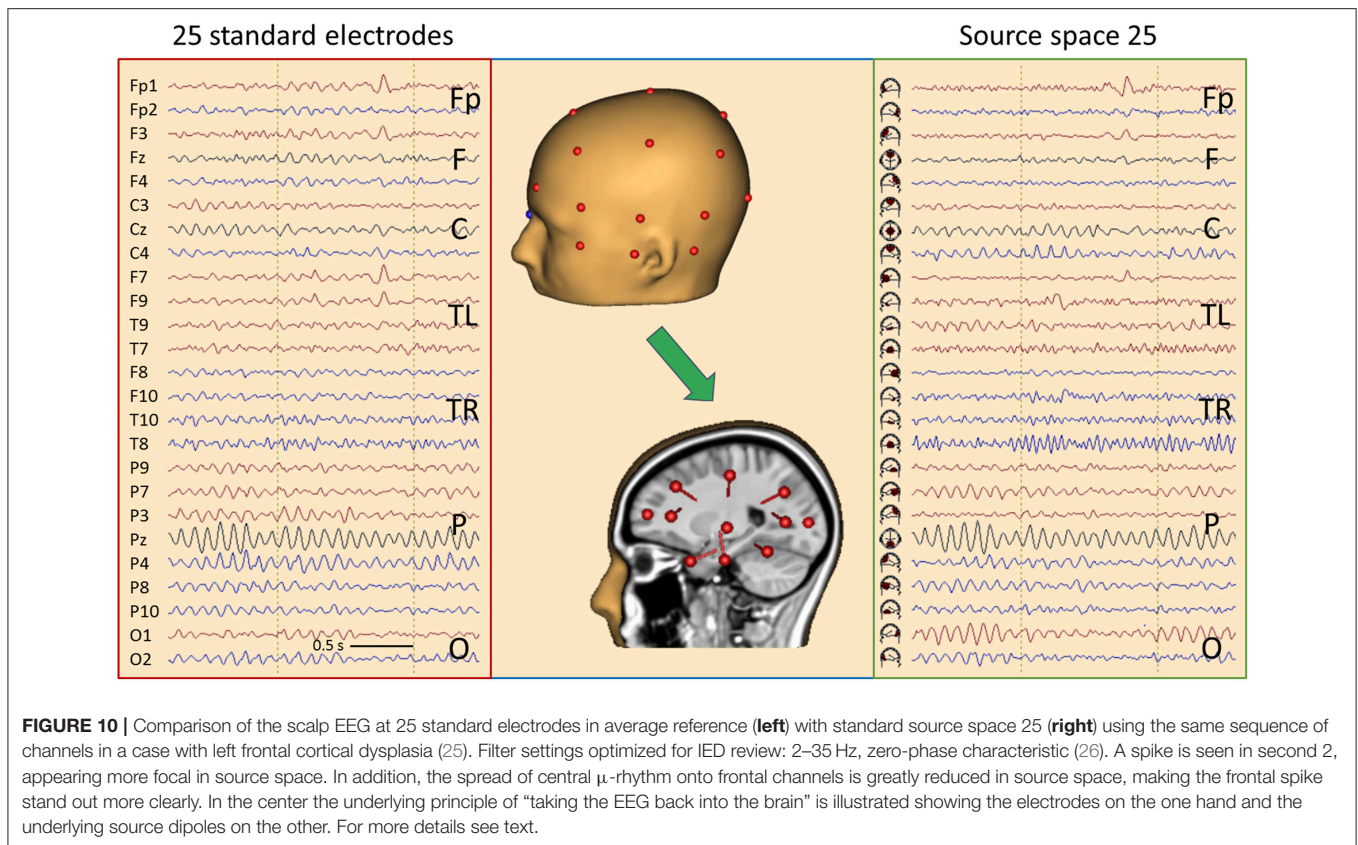 25 standard electrodes
Source space 25
Fp1
Fp2
F3
Fz
F4
C3
Cz
C4
F7
F9
T9
T7
F8
F10
T10
T8
P9
P7
P3
Pz
P4
P8
P10
O1
O2
Fp
F
C
TL
TR
P
O
0.5 s
Fp
F
C
TL
TR
P
O
FIGURE 10 | Comparison of the scalp EEG at 25 standard electrodes in average reference (left) with standard source space 25 (right) using the same sequence of
channels in a case with left frontal cortical dysplasia (25). Filter settings optimized for IED review: 2–35 Hz, zero-phase characteristic (26). A spike is seen in second 2,
appearing more focal in source space. In addition, the spread of central μ-rhythm onto frontal channels is greatly reduced in source space, making the frontal spike
stand out more clearly. In the center the underlying principle of “taking the EEG back into the brain” is illustrated showing the electrodes on the one hand and the
underlying source dipoles on the other. For more details see text.